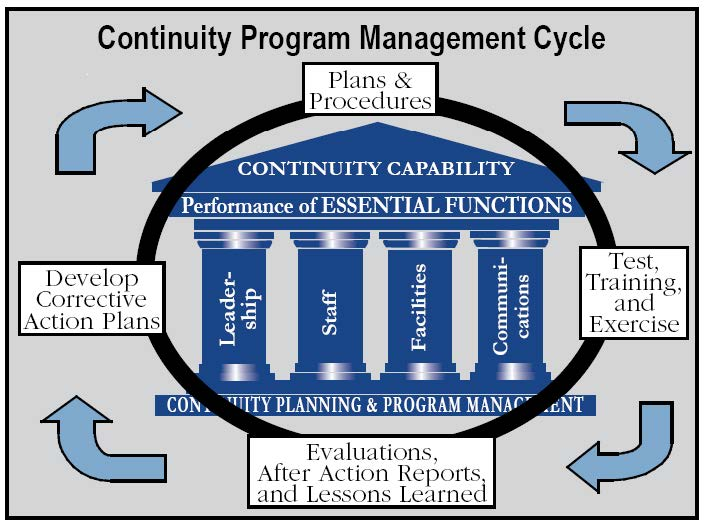 Continuity Program Management Cycle
Plans &
Procedures
CONTINUITY CAPABILITY
Performance of ESSENTIAL FUNCTIONS
Leader-
ship
Staff
Facilities
Communi-
cations
Develop
Corrective
Action Plans
Test,
Training,
and
Exercise
CONTINUITY PLANNING & PROGRAM MANAGEMENT
Evaluations,
After Action Reports,
and Lessons Learned